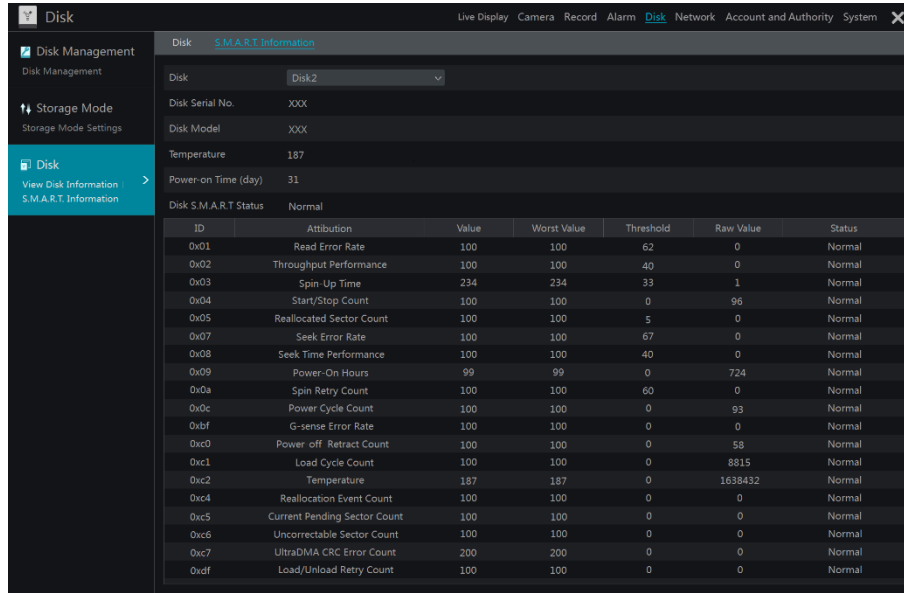 Disk
Live Display Camera Record Alarm Disk Network Account and Authority System
Disk Management
Disk Management
Storage Mode
Storage Mode Settings
Disk
View Disk Information
S.M.A.R.T. Information
Disk S.M.A.R.T. Information
Disk Disk2
Disk Serial No. XXX
Disk Model XXX
Temperature 187
Power-on Time (day) 31
Disk S.M.A.R.T Status Normal
ID Attibution Value Worst Value Threshold Raw Value Status
0x01 Read Error Rate 100 100 62 0 Normal
0x02 Throughput Performance 100 100 40 0 Normal
0x03 Spin-Up Time 234 234 33 1 Normal
0x04 Start/Stop Count 100 100 0 96 Normal
0x05 Reallocated Sector Count 100 100 5 0 Normal
0x07 Seek Error Rate 100 100 67 0 Normal
0x08 Seek Time Performance 100 100 40 0 Normal
0x09 Power-On Hours 99 99 0 724 Normal
0x0a Spin Retry Count 100 100 60 0 Normal
0x0c Power Cycle Count 100 100 0 93 Normal
0xbf G-sense Error Rate 100 100 0 0 Normal
0xc0 Power off Retract Count 100 100 0 58 Normal
0xc1 Load Cycle Count 100 100 0 8815 Normal
0xc2 Temperature 187 187 0 1638432 Normal
0xc4 Reallocation Event Count 100 100 0 0 Normal
0xc5 Current Pending Sector Count 100 100 0 0 Normal
0xc6 Uncorrectable Sector Count 100 100 0 0 Normal
0xc7 UltraDMA CRC Error Count 200 200 0 0 Normal
0xdf Load/Unload Retry Count 100 100 0 0 Normal